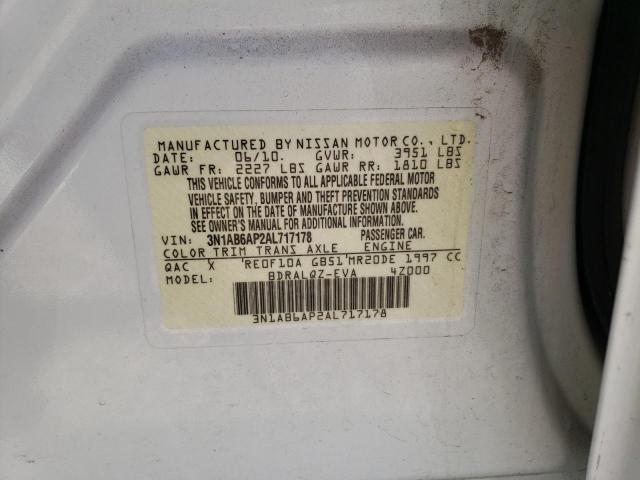 MANUFACTURED BY NISSAN MOTOR CO., LTD.
DATE: 06/10. GVWR: 3951 LBS
GAWR FR: 2227 LBS GAWR RR: 1810 LBS
THIS VEHICLE CONFORMS TO ALL APPLICABLE FEDERAL MOTOR
VEHICLE SAFETY, BUMPER AND THEFT PREVENTION STANDARDS
IN EFFECT ON THE DATE OF MANUFACTURE SHOWN ABOVE.
SEE OWNER'S MANUAL FOR ADDITIONAL INFORMATION.
VIN: 3N1AB6AP2AL717178 PASSENGER CAR.
COLOR TRIM TRANS AXLE ENGINE
QAC X 'RE0F10A GB51'MR20DE 1997 CC
MODEL: BDRALQZ-EVA 4Z000
3N1AB6AP2AL717178